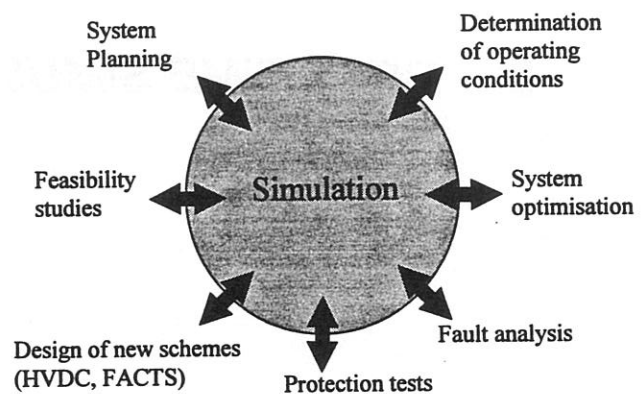 System
Planning
Determination
of operating
conditions
Feasibility
studies
Simulation
System
optimisation
Design of new schemes
(HVDC, FACTS)
Protection tests
Fault analysis